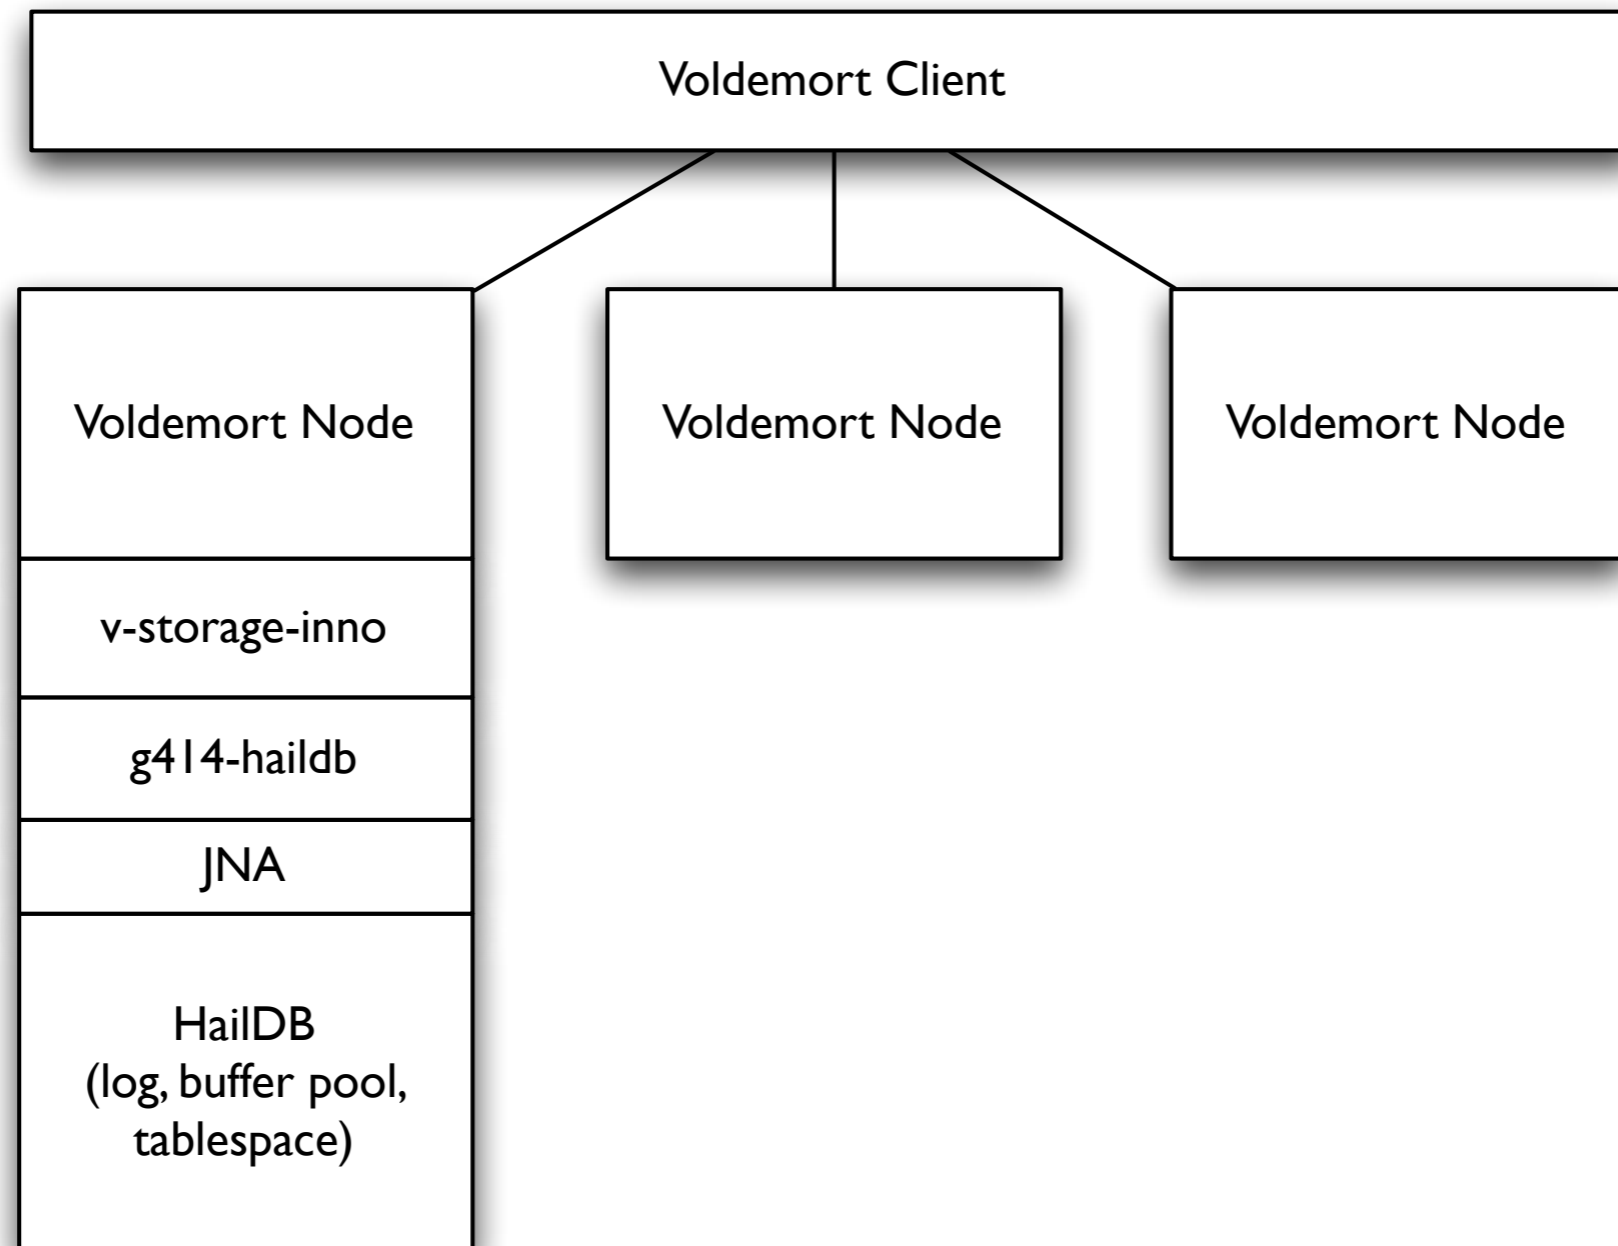 Voldemort Client
Voldemort Node
Voldemort Node
Voldemort Node
v-storage-inno
g414-haildb
JNA
HailDB
(log, buffer pool,
tablespace)